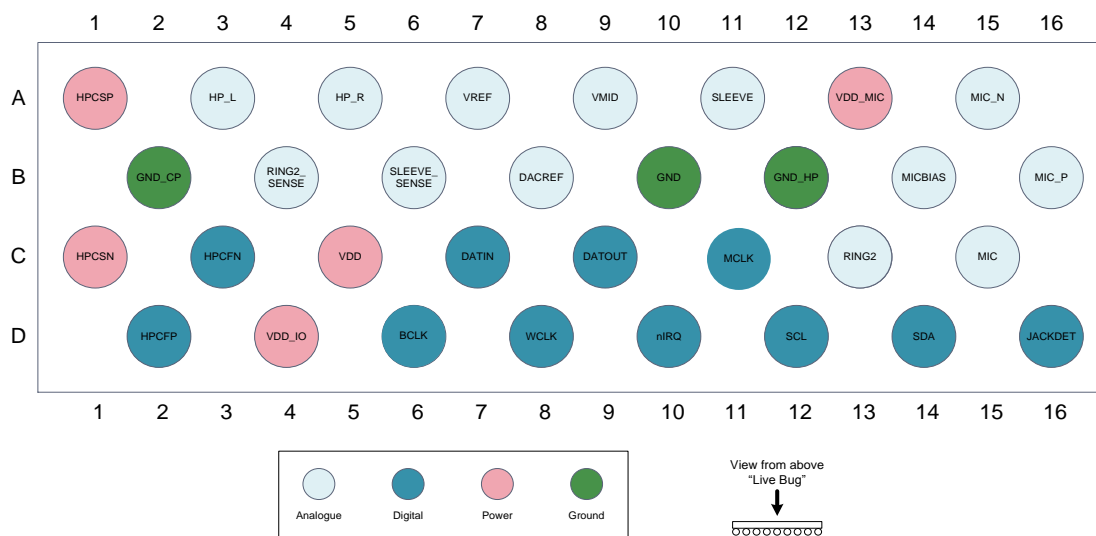 1 2 3 4 5 6 7 8 9 10 11 12 13 14 15 16
A HPCSP HP_L HP_R VREF VMID SLEEVE VDD_MIC MIC_N
B GND_CP RING2_ SENSE SLEEVE_ SENSE DACREF GND GND_HP MICBIAS MIC_P
C HPCSN HPCFN VDD DATIN DATOUT MCLK RING2 MIC
D HPCFP VDD_IO BCLK WCLK nIRQ SCL SDA JACKDET
1 2 3 4 5 6 7 8 9 10 11 12 13 14 15 16
Analogue Digital Power Ground
View from above
“Live Bug”